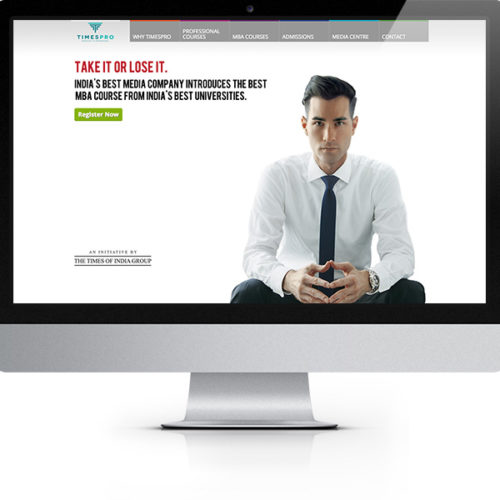 TIMESPRO
WHY TIMESPRO
PROFESSIONAL
COURSES
MBA COURSES
ADMISSIONS
MEDIA CENTRE
CONTACT
TAKE IT OR LOSE IT.
INDIA'S BEST MEDIA COMPANY INTRODUCES THE BEST
MBA COURSE FROM INDIA'S BEST UNIVERSITIES.
Register Now
AN INITIATIVE BY
THE TIMES OF INDIA GROUP